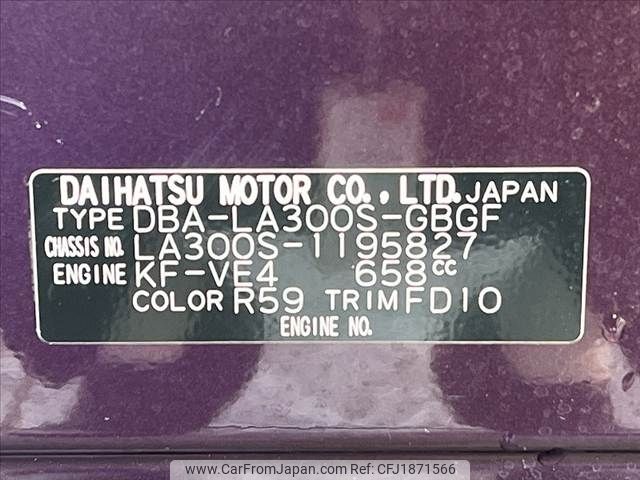 DAIHATSU MOTOR CO., LTD. JAPAN
TYPE DBA-LA300S-GBGF
CHASSIS NO. LA300S-1195827
ENGINE KF-VE4 658cc
COLOR R59 TRIM FD10
ENGINE NO.
www.CarFromJapan.com CFJ1871566